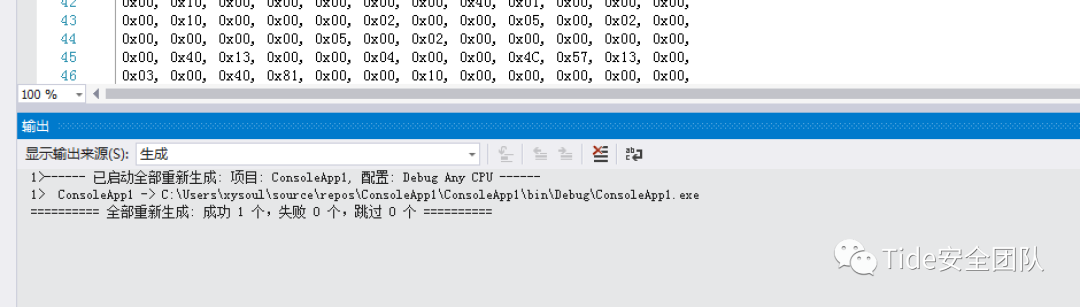 42 0x00, 0x10, 0x00, 0x00, 0x00, 0x00, 0x40, 0x01, 0x00, 0x00, 0x00,
43 0x00, 0x10, 0x00, 0x00, 0x00, 0x02, 0x00, 0x00, 0x05, 0x00, 0x02, 0x00,
44 0x00, 0x00, 0x00, 0x00, 0x05, 0x00, 0x02, 0x00, 0x00, 0x00, 0x00, 0x00,
45 0x00, 0x40, 0x13, 0x00, 0x00, 0x04, 0x00, 0x00, 0x4C, 0x57, 0x13, 0x00,
46 0x03, 0x00, 0x40, 0x81, 0x00, 0x00, 0x10, 0x00, 0x00, 0x00, 0x00, 0x00,
100 %
输出
显示输出来源(S): 生成
1>------ 已启动全部重新生成: 项目: ConsoleApp1, 配置: Debug Any CPU ------
1> ConsoleApp1 -> C:\Users\xysoul\source\repos\ConsoleApp1\ConsoleApp1\bin\Debug\ConsoleApp1.exe
========== 全部重新生成: 成功 1 个，失败 0 个，跳过 0 个 ==========
Tide安全团队